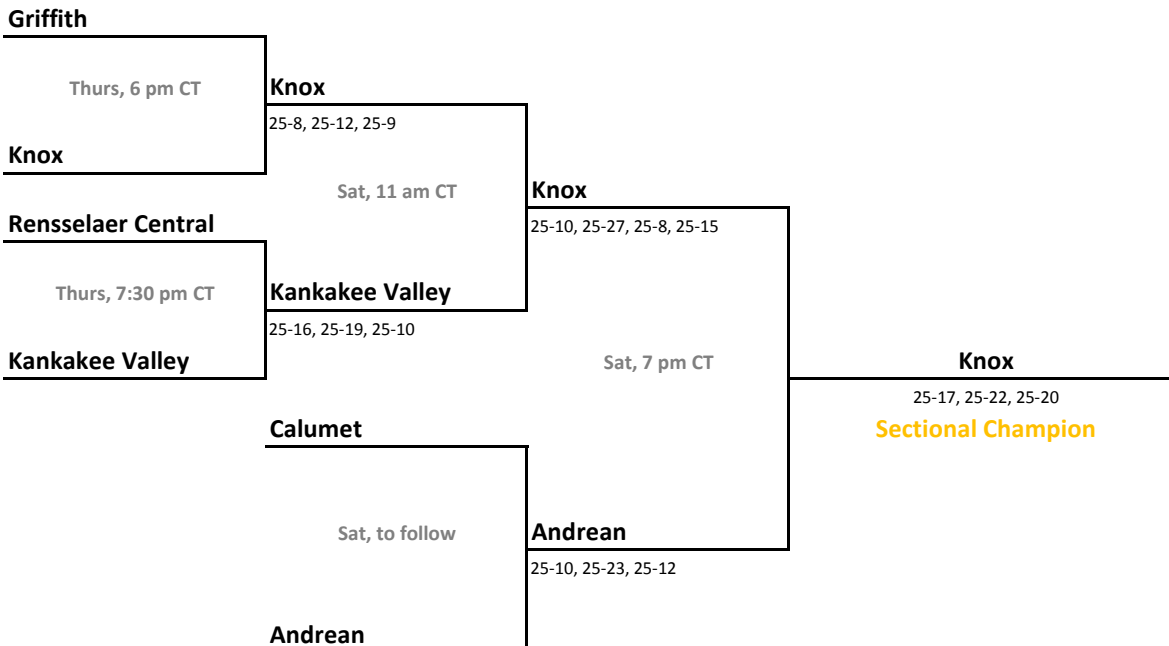 Griffith
Thurs, 6 pm CT
Knox
25-8, 25-12, 25-9
Knox
Sat, 11 am CT
Knox
25-10, 25-27, 25-8, 25-15
Rensselaer Central
Thurs, 7:30 pm CT
Kankakee Valley
25-16, 25-19, 25-10
Kankakee Valley
Sat, 7 pm CT
Knox
25-17, 25-22, 25-20
Sectional Champion
Calumet
Sat, to follow
Andrean
25-10, 25-23, 25-12
Andrean